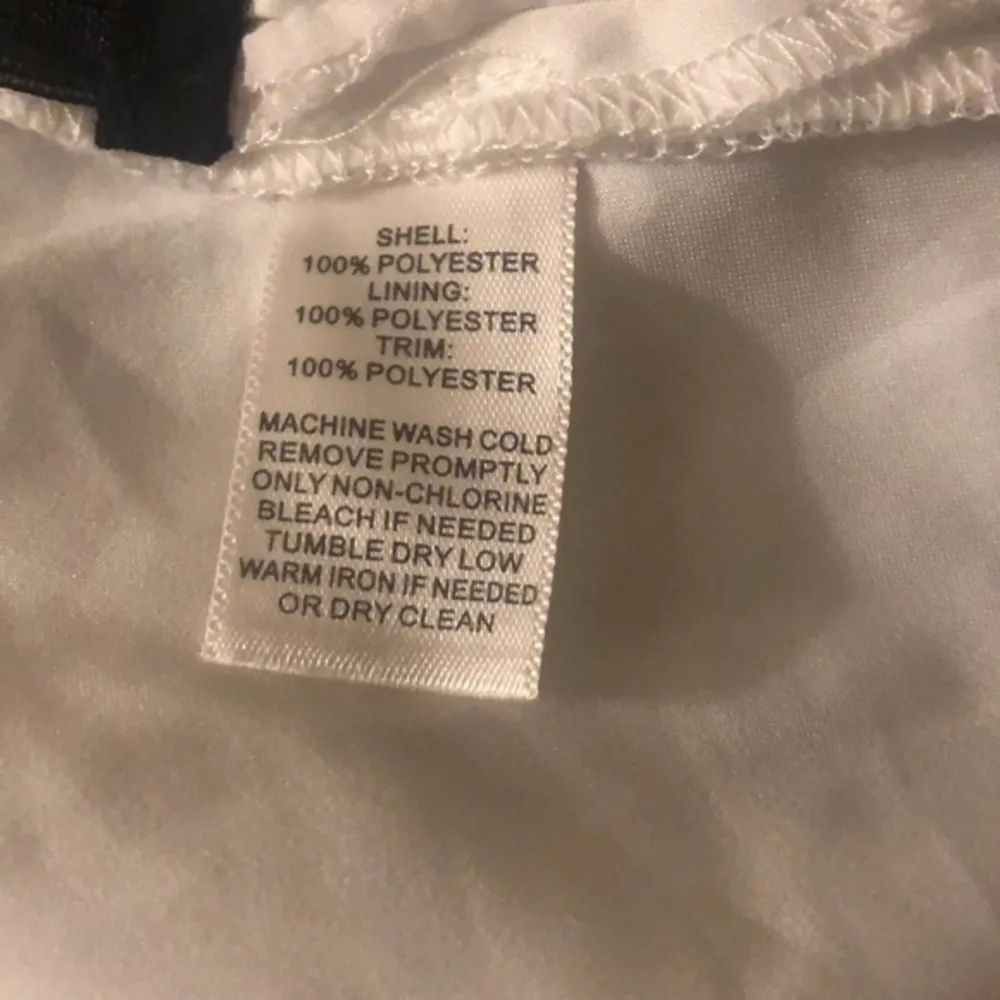 SHELL:
100% POLYESTER
LINING:
100% POLYESTER
TRIM:
100% POLYESTER
MACHINE WASH COLD
REMOVE PROMPTLY
ONLY NON-CHLORINE
BLEACH IF NEEDED
TUMBLE DRY LOW
WARM IRON IF NEEDED
OR DRY CLEAN